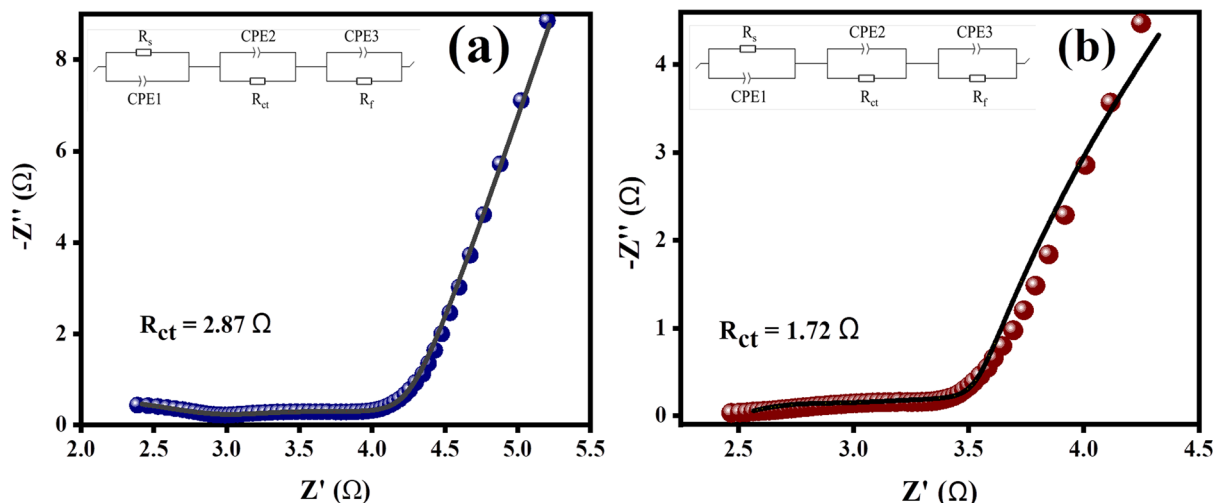 (a)
R_s
CPE1
CPE2
R_ct
CPE3
R_f
R_ct = 2.87 Ω
-Z'' (Ω)
8
6
4
2
0
2.0 2.5 3.0 3.5 4.0 4.5 5.0 5.5
Z' (Ω)
(b)
R_s
CPE1
CPE2
R_ct
CPE3
R_f
R_ct = 1.72 Ω
-Z'' (Ω)
4
3
2
1
0
2.5 3.0 3.5 4.0 4.5
Z' (Ω)